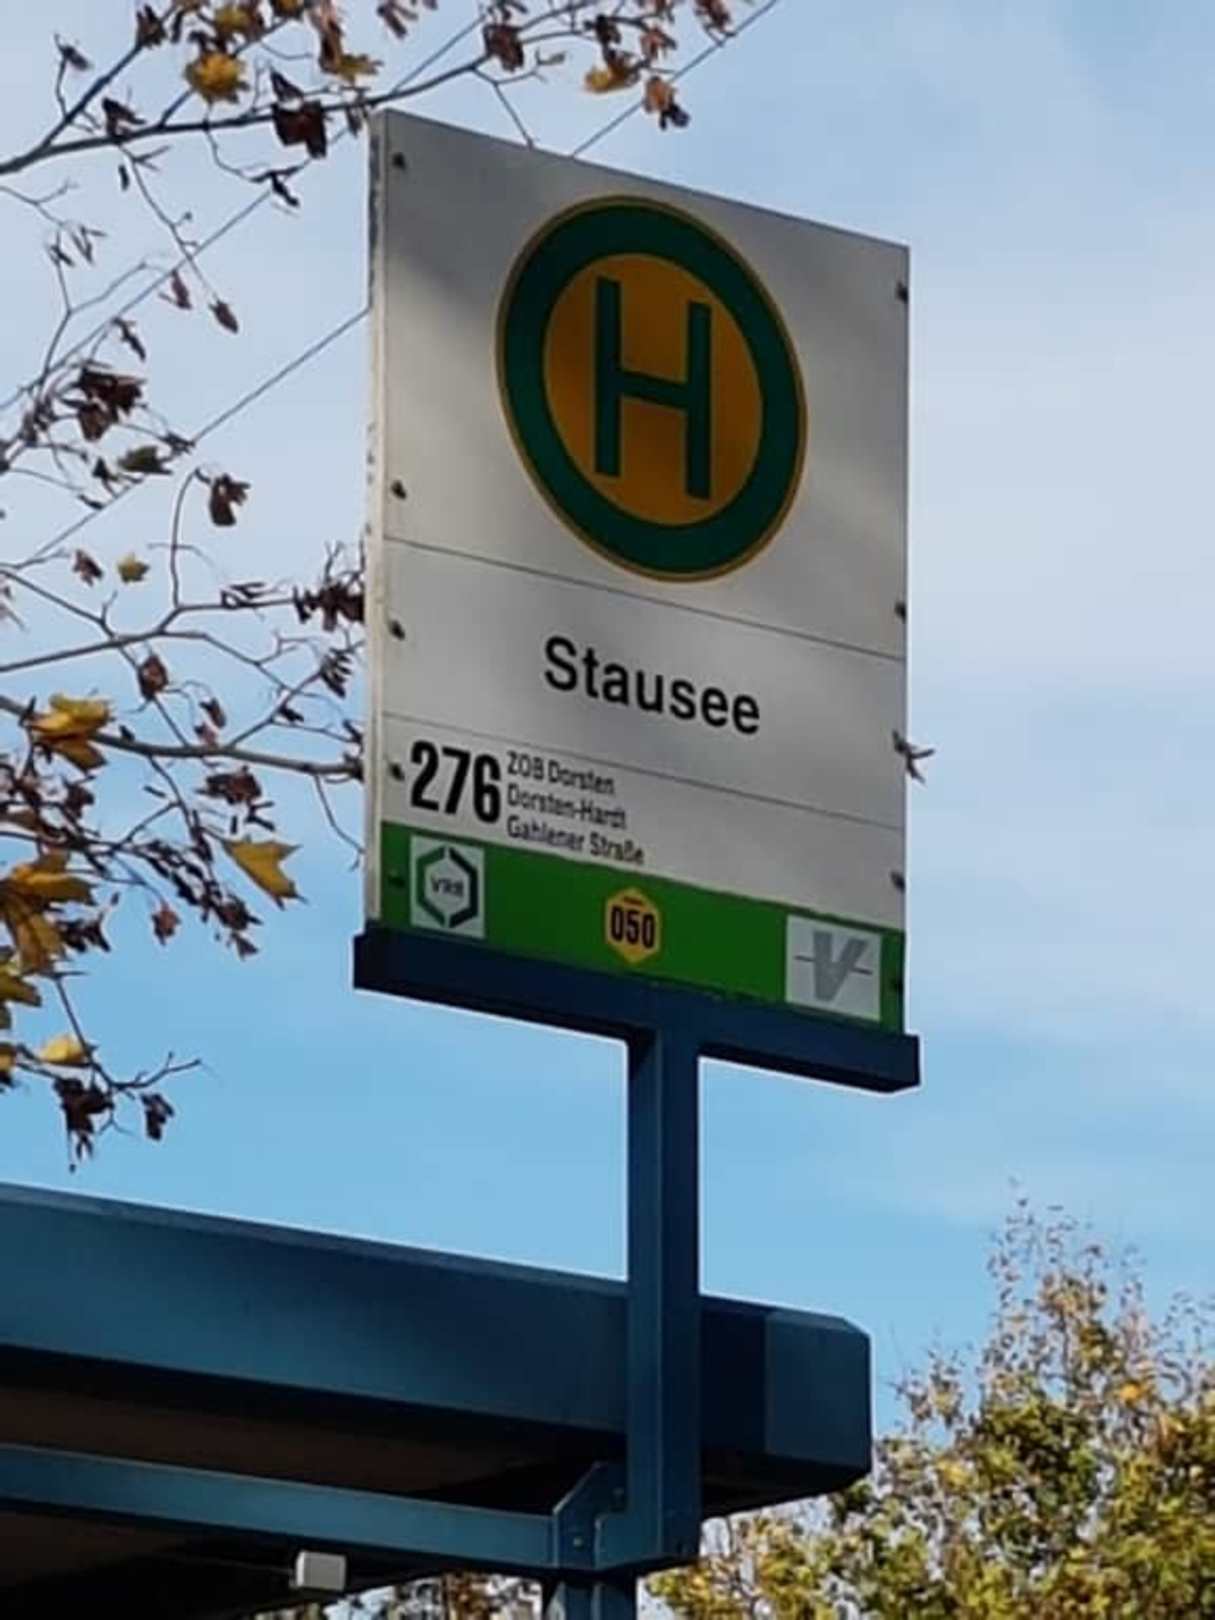 H
Stausee
276
ZOB Dorsten
Dorsten-Hardt
Gahlener Straße
VRR
050
V